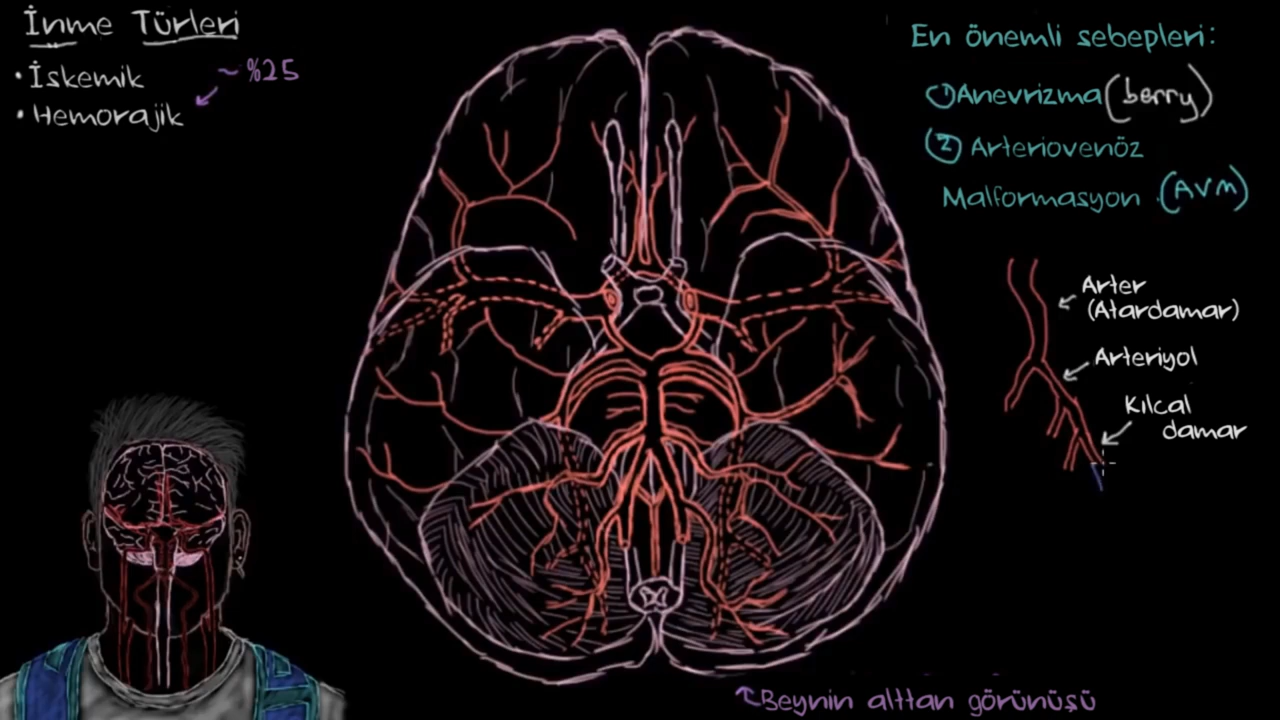 İnme Türleri
• İskemik
~ %25
• Hemorajik
En önemli sebepleri:
① Anevrizma (berry)
② Arteriovenöz
Malformasyon (AVM)
Arter
(Atardamar)
Arteriyol
Kılcal
damar
Beynin alttan görünüşü